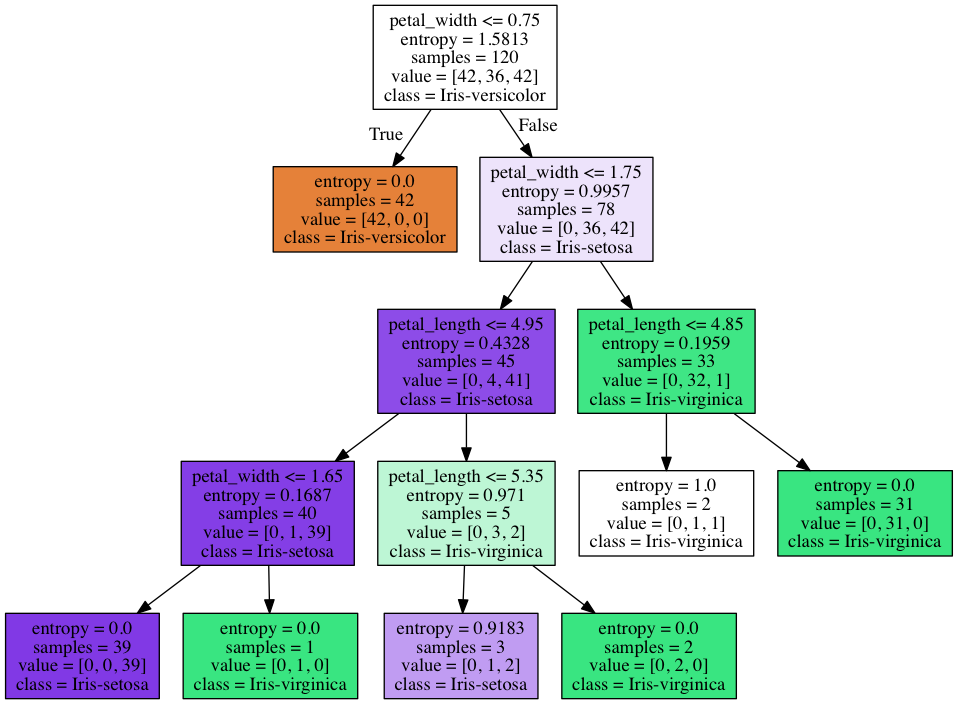 petal_width <= 0.75
entropy = 1.5813
samples = 120
value = [42, 36, 42]
class = Iris-versicolor
True
False
entropy = 0.0
samples = 42
value = [42, 0, 0]
class = Iris-versicolor
petal_width <= 1.75
entropy = 0.9957
samples = 78
value = [0, 36, 42]
class = Iris-setosa
petal_length <= 4.95
entropy = 0.4328
samples = 45
value = [0, 4, 41]
class = Iris-setosa
petal_length <= 4.85
entropy = 0.1959
samples = 33
value = [0, 32, 1]
class = Iris-virginica
petal_width <= 1.65
entropy = 0.1687
samples = 40
value = [0, 1, 39]
class = Iris-setosa
petal_length <= 5.35
entropy = 0.971
samples = 5
value = [0, 3, 2]
class = Iris-virginica
entropy = 1.0
samples = 2
value = [0, 1, 1]
class = Iris-virginica
entropy = 0.0
samples = 31
value = [0, 31, 0]
class = Iris-virginica
entropy = 0.0
samples = 39
value = [0, 0, 39]
class = Iris-setosa
entropy = 0.0
samples = 1
value = [0, 1, 0]
class = Iris-virginica
entropy = 0.9183
samples = 3
value = [0, 1, 2]
class = Iris-setosa
entropy = 0.0
samples = 2
value = [0, 2, 0]
class = Iris-virginica